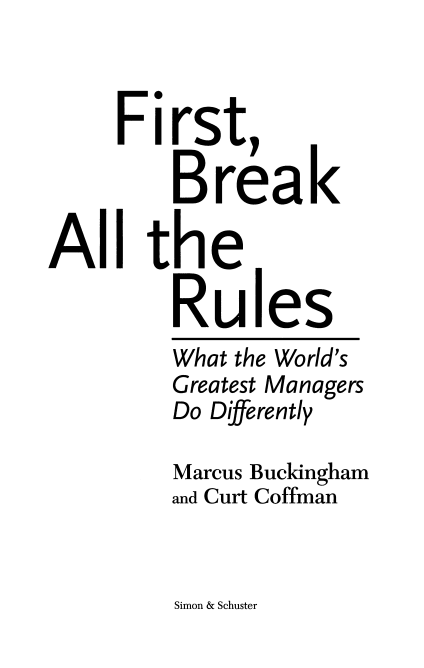 First,
Break
All the
Rules
What the World's
Greatest Managers
Do Differently
Marcus Buckingham
and Curt Coffman
Simon & Schuster